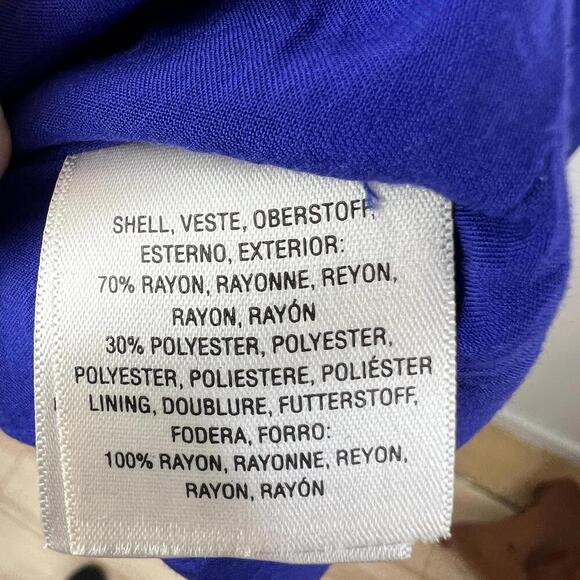 SHELL, VESTE, OBERSTOFF,
ESTERNO, EXTERIOR:
70% RAYON, RAYONNE, REYON,
RAYON, RAYÓN
30% POLYESTER, POLYESTER,
POLYESTER, POLIESTERE, POLIÉSTER
LINING, DOUBLURE, FUTTERSTOFF,
FODERA, FORRO:
100% RAYON, RAYONNE, REYON,
RAYON, RAYÓN